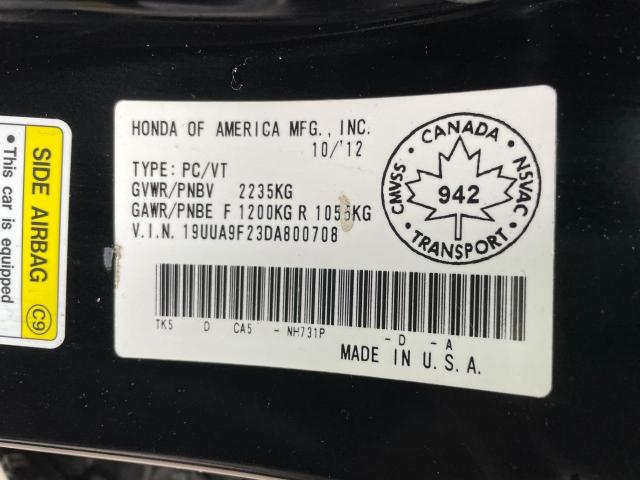 HONDA OF AMERICA MFG., INC.
10/'12
TYPE: PC/VT
GVWR/PNBV 2235KG
GAWR/PNBE F 1200KG R 1055KG
V.I.N. 19UUA9F23DA800708
TK5 D CA5 - NH731P - D - A
MADE IN U.S.A.
CANADA
CMVSS
942
NSVAC
TRANSPORT
SIDE AIRBAG
This car is equipped
C9